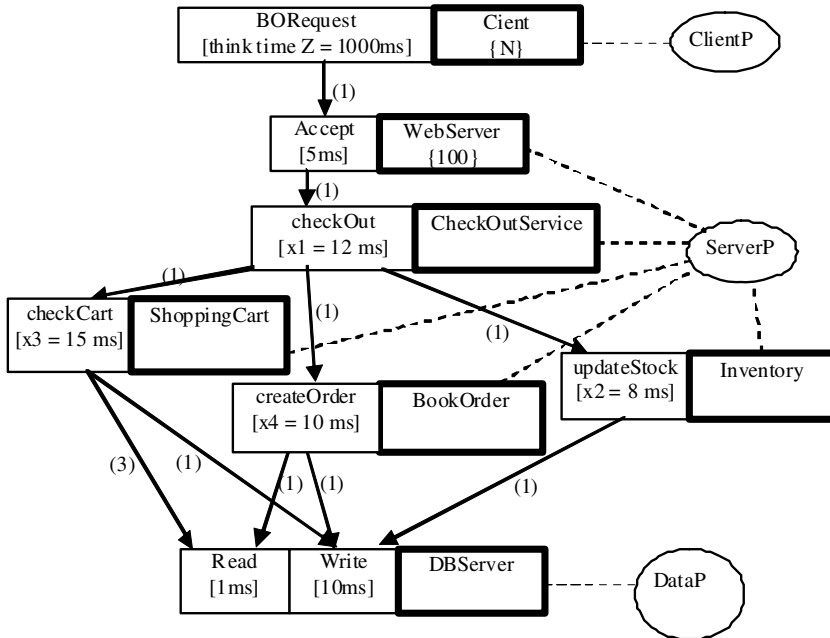 BORequest
[think time Z = 1000ms]
Cient
{N}
ClientP
(1)
Accept
[5ms]
WebServer
{100}
(1)
checkOut
[x1 = 12 ms]
CheckOutService
ServerP
(1)
(1)
(1)
checkCart
[x3 = 15 ms]
ShoppingCart
updateStock
[x2 = 8 ms]
Inventory
createOrder
[x4 = 10 ms]
BookOrder
(3)
(1)
(1)
(1)
(1)
Read
[1ms]
Write
[10ms]
DBServer
DataP